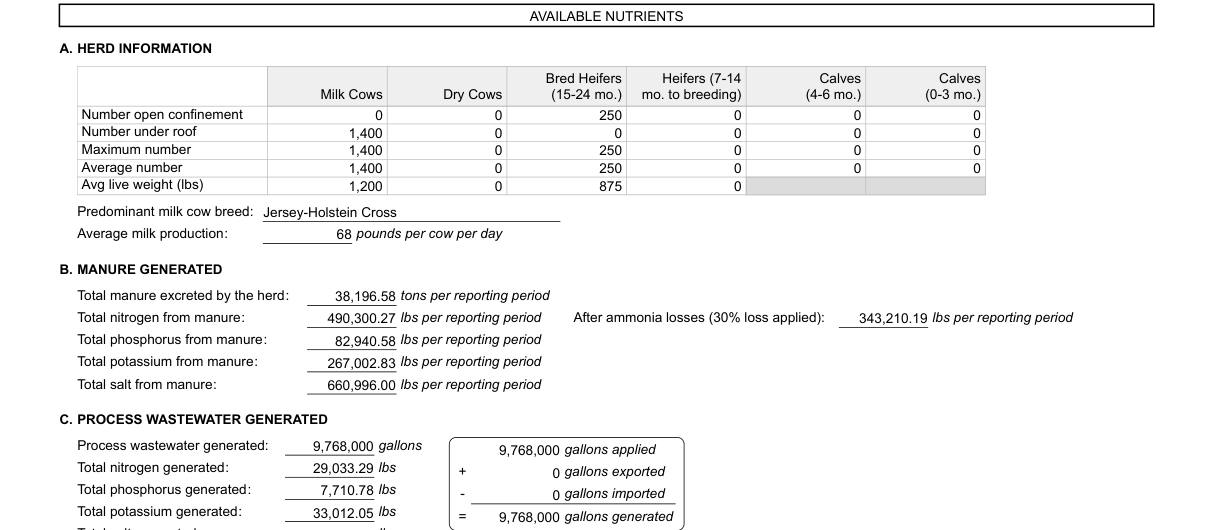 AVAILABLE NUTRIENTS
A. HERD INFORMATION
Milk Cows Dry Cows Bred Heifers (15-24 mo.) Heifers (7-14 mo. to breeding) Calves (4-6 mo.) Calves (0-3 mo.)
Number open confinement 0 0 250 0 0 0
Number under roof 1,400 0 0 0 0 0
Maximum number 1,400 0 250 0 0 0
Average number 1,400 0 250 0 0 0
Avg live weight (lbs) 1,200 0 875 0
Predominant milk cow breed: Jersey-Holstein Cross
Average milk production: 68 pounds per cow per day
B. MANURE GENERATED
Total manure excreted by the herd: 38,196.58 tons per reporting period
Total nitrogen from manure: 490,300.27 lbs per reporting period After ammonia losses (30% loss applied): 343,210.19 lbs per reporting period
Total phosphorus from manure: 82,940.58 lbs per reporting period
Total potassium from manure: 267,002.83 lbs per reporting period
Total salt from manure: 660,996.00 lbs per reporting period
C. PROCESS WASTEWATER GENERATED
Process wastewater generated: 9,768,000 gallons 9,768,000 gallons applied
Total nitrogen generated: 29,033.29 lbs + 0 gallons exported
Total phosphorus generated: 7,710.78 lbs - 0 gallons imported
Total potassium generated: 33,012.05 lbs = 9,768,000 gallons generated